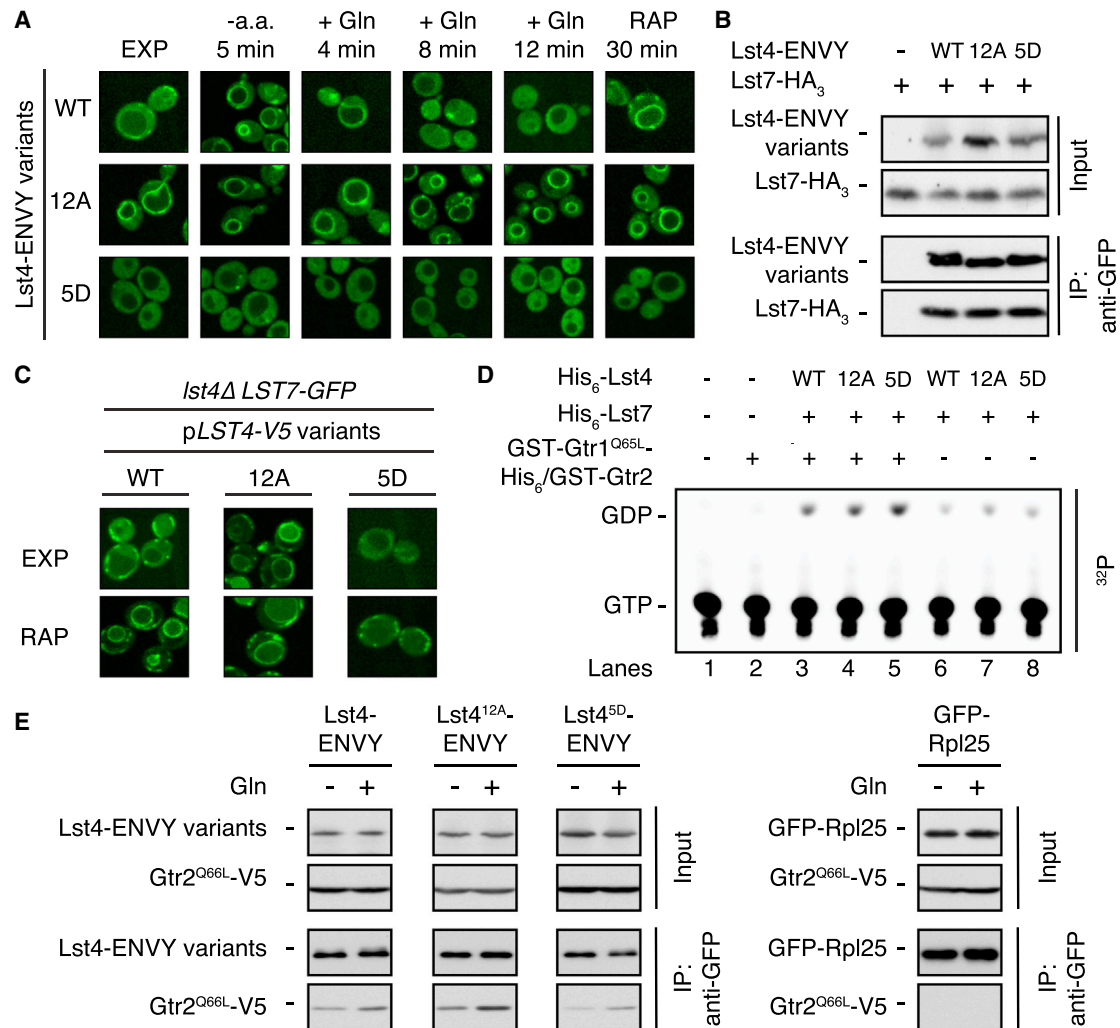 A
-a.a. + Gln + Gln + Gln RAP
EXP 5 min 4 min 8 min 12 min 30 min
Lst4-ENVY variants
WT
12A
5D
B
Lst4-ENVY - WT 12A 5D
Lst7-HA3 + + + +
Lst4-ENVY
variants -
Lst7-HA3 -
Input
Lst4-ENVY
variants -
Lst7-HA3 -
IP:
anti-GFP
C
lst4Δ LST7-GFP
pLST4-V5 variants
WT 12A 5D
EXP
RAP
D
His6-Lst4 - - WT 12A 5D WT 12A 5D
His6-Lst7 - - + + + + + +
GST-Gtr1Q65L-
His6/GST-Gtr2 - + + + + - - -
GDP -
GTP -
32P
Lanes 1 2 3 4 5 6 7 8
E
Lst4- Lst412A- Lst45D- GFP-
ENVY ENVY ENVY Rpl25
Gln - + - + - + Gln - +
Lst4-ENVY variants - GFP-Rpl25 -
Gtr2Q66L-V5 - Gtr2Q66L-V5 -
Input Input
Lst4-ENVY variants - GFP-Rpl25 -
Gtr2Q66L-V5 - Gtr2Q66L-V5 -
IP: IP:
anti-GFP anti-GFP